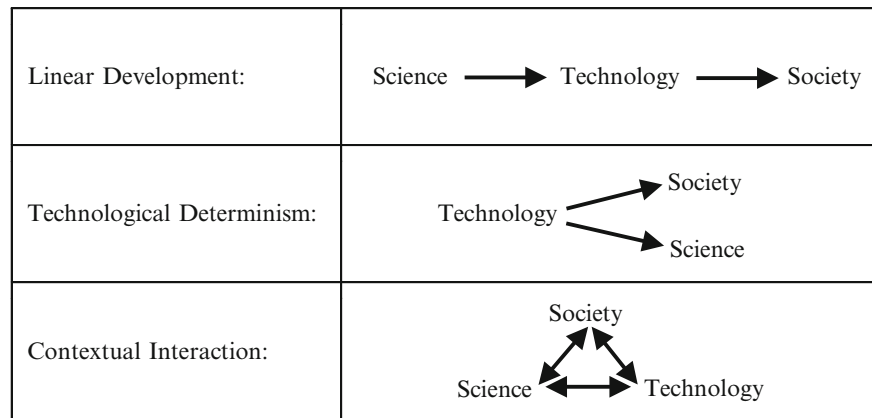 Linear Development:
Science Technology Society
Technological Determinism:
Technology
Society
Science
Contextual Interaction:
Society
Science Technology